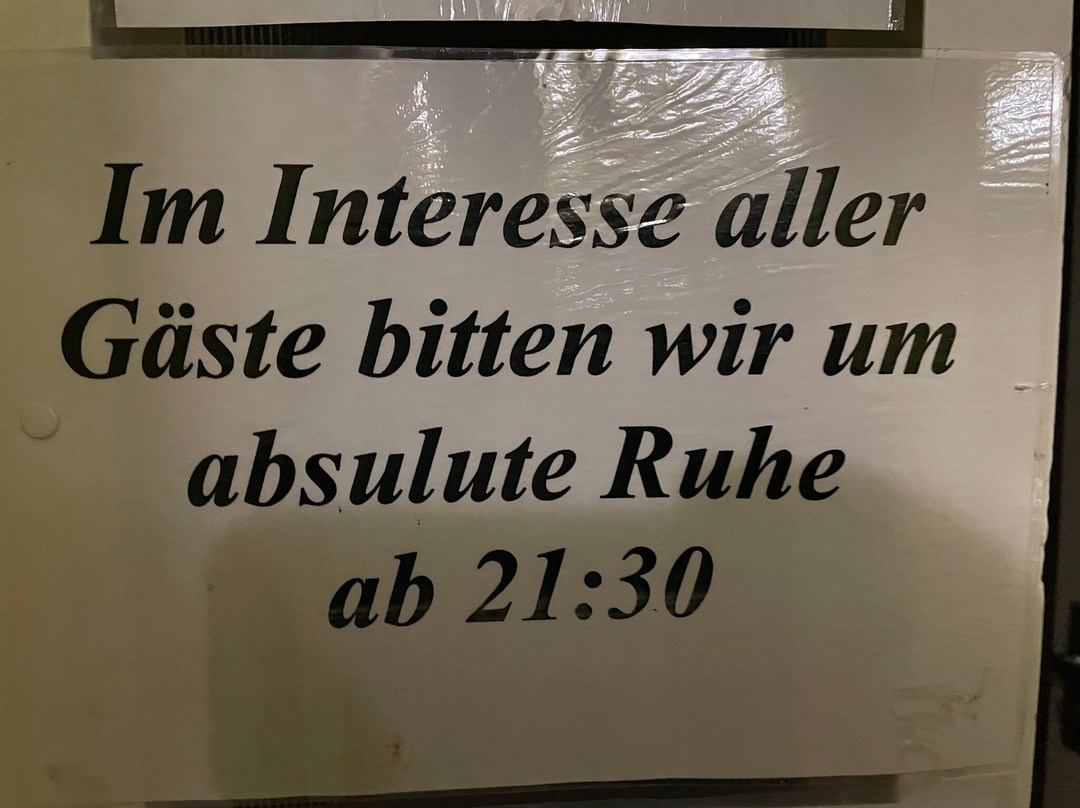 Im Interesse aller
Gäste bitten wir um
absulute Ruhe
ab 21:30